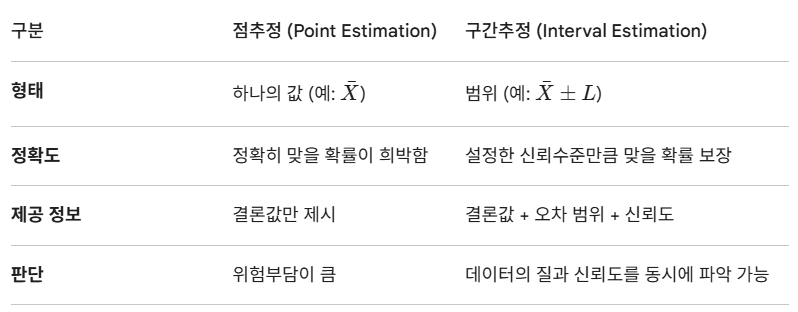 구분 점추정 (Point Estimation) 구간추정 (Interval Estimation)
형태 하나의 값 (예: X̄) 범위 (예: X̄ ± L)
정확도 정확히 맞을 확률이 희박함 설정한 신뢰수준만큼 맞을 확률 보장
제공 정보 결론값만 제시 결론값 + 오차 범위 + 신뢰도
판단 위험부담이 큼 데이터의 질과 신뢰도를 동시에 파악 가능